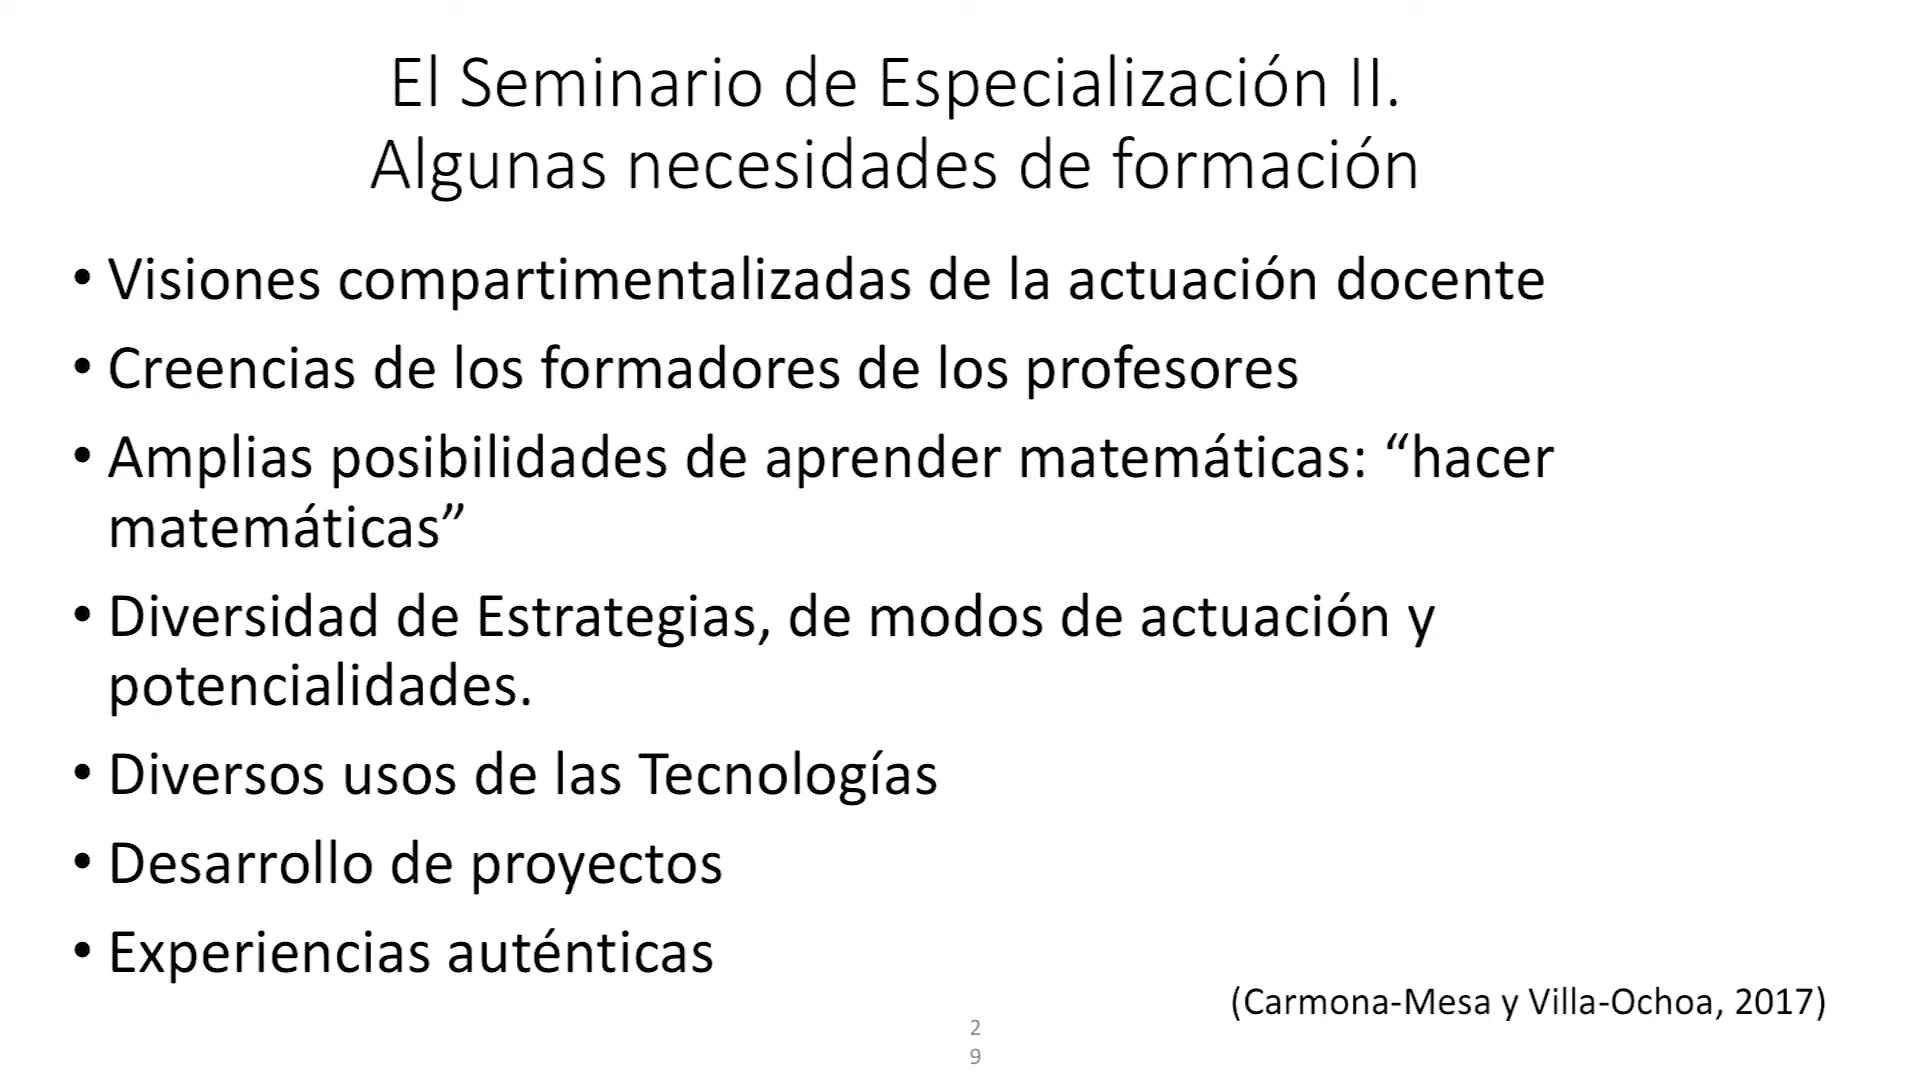 El Seminario de Especialización II.
Algunas necesidades de formación
• Visiones compartimentalizadas de la actuación docente
• Creencias de los formadores de los profesores
• Amplias posibilidades de aprender matemáticas: “hacer
matemáticas”
• Diversidad de Estrategias, de modos de actuación y
potencialidades.
• Diversos usos de las Tecnologías
• Desarrollo de proyectos
• Experiencias auténticas
(Carmona-Mesa y Villa-Ochoa, 2017)
2
9